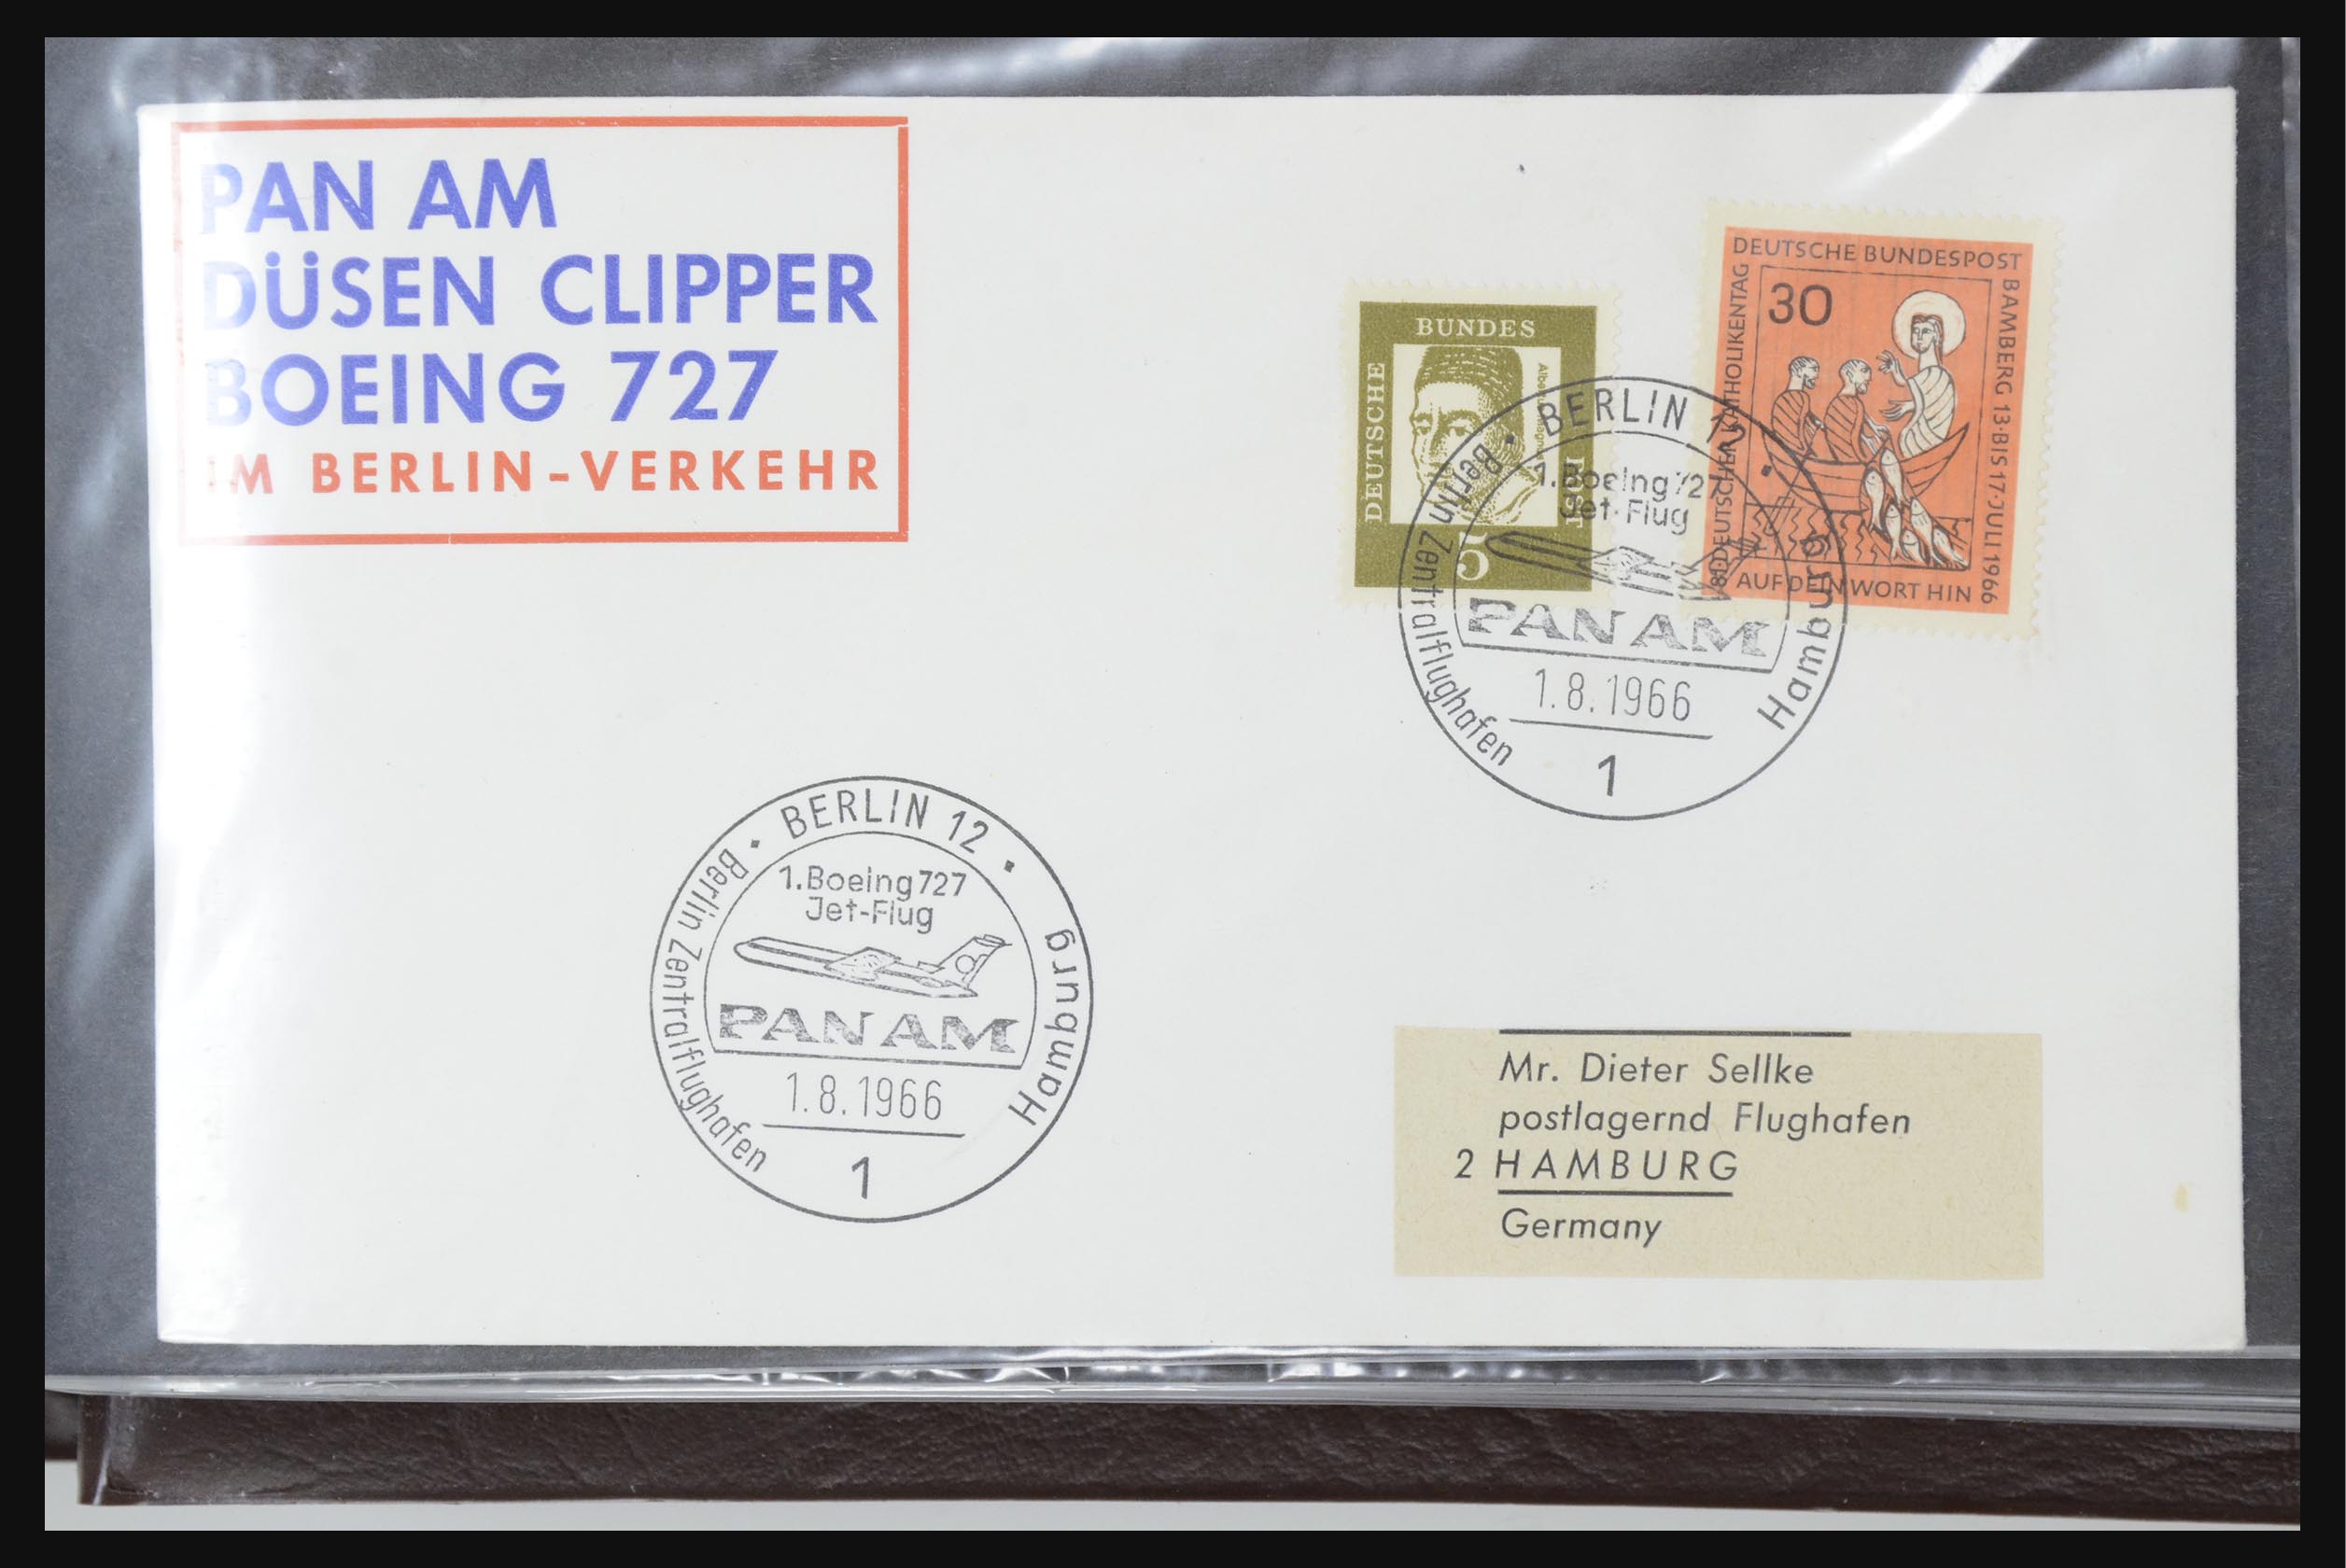 PAN AM
DÜSEN CLIPPER
BOEING 727
IM BERLIN-VERKEHR
BUNDES
DEUTSCHE
5
DEUTSCHE BUNDESPOST
30
BAMBERG 13·BIS 17·JULI 1966
81·DEUTSCHER KATHOLIKENTAG
AUF DEIN WORT HIN
BERLIN 12
Berlin Zentralflughafen
Hamburg
1.Boeing 727
Jet-Flug
PAN AM
1.8.1966
1
BERLIN 12
Berlin Zentralflughafen
Hamburg
1.Boeing 727
Jet-Flug
PAN AM
1.8.1966
1
Mr. Dieter Sellke
postlagernd Flughafen
2 HAMBURG
Germany